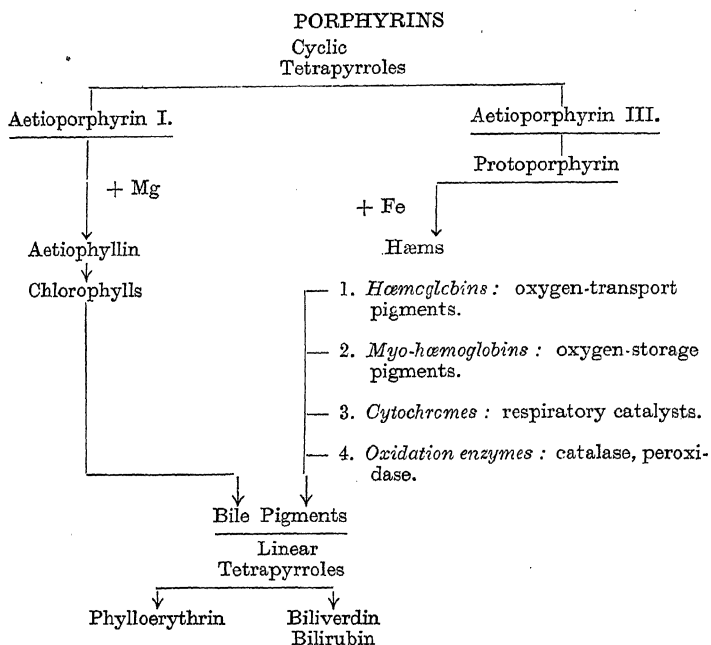 PORPHYRINS
Cyclic
Tetrapyrroles
Aetioporphyrin I.
Aetioporphyrin III.
Protoporphyrin
+ Mg
+ Fe
Aetiophyllin
Hæms
Chlorophylls
1. Hæmcglcbins : oxygen-transport
pigments.
2. Myo-hæmoglobins : oxygen-storage
pigments.
3. Cytochromes : respiratory catalysts.
4. Oxidation enzymes : catalase, peroxi-
dase.
Bile Pigments
Linear
Tetrapyrroles
Phylloerythrin
Biliverdin
Bilirubin